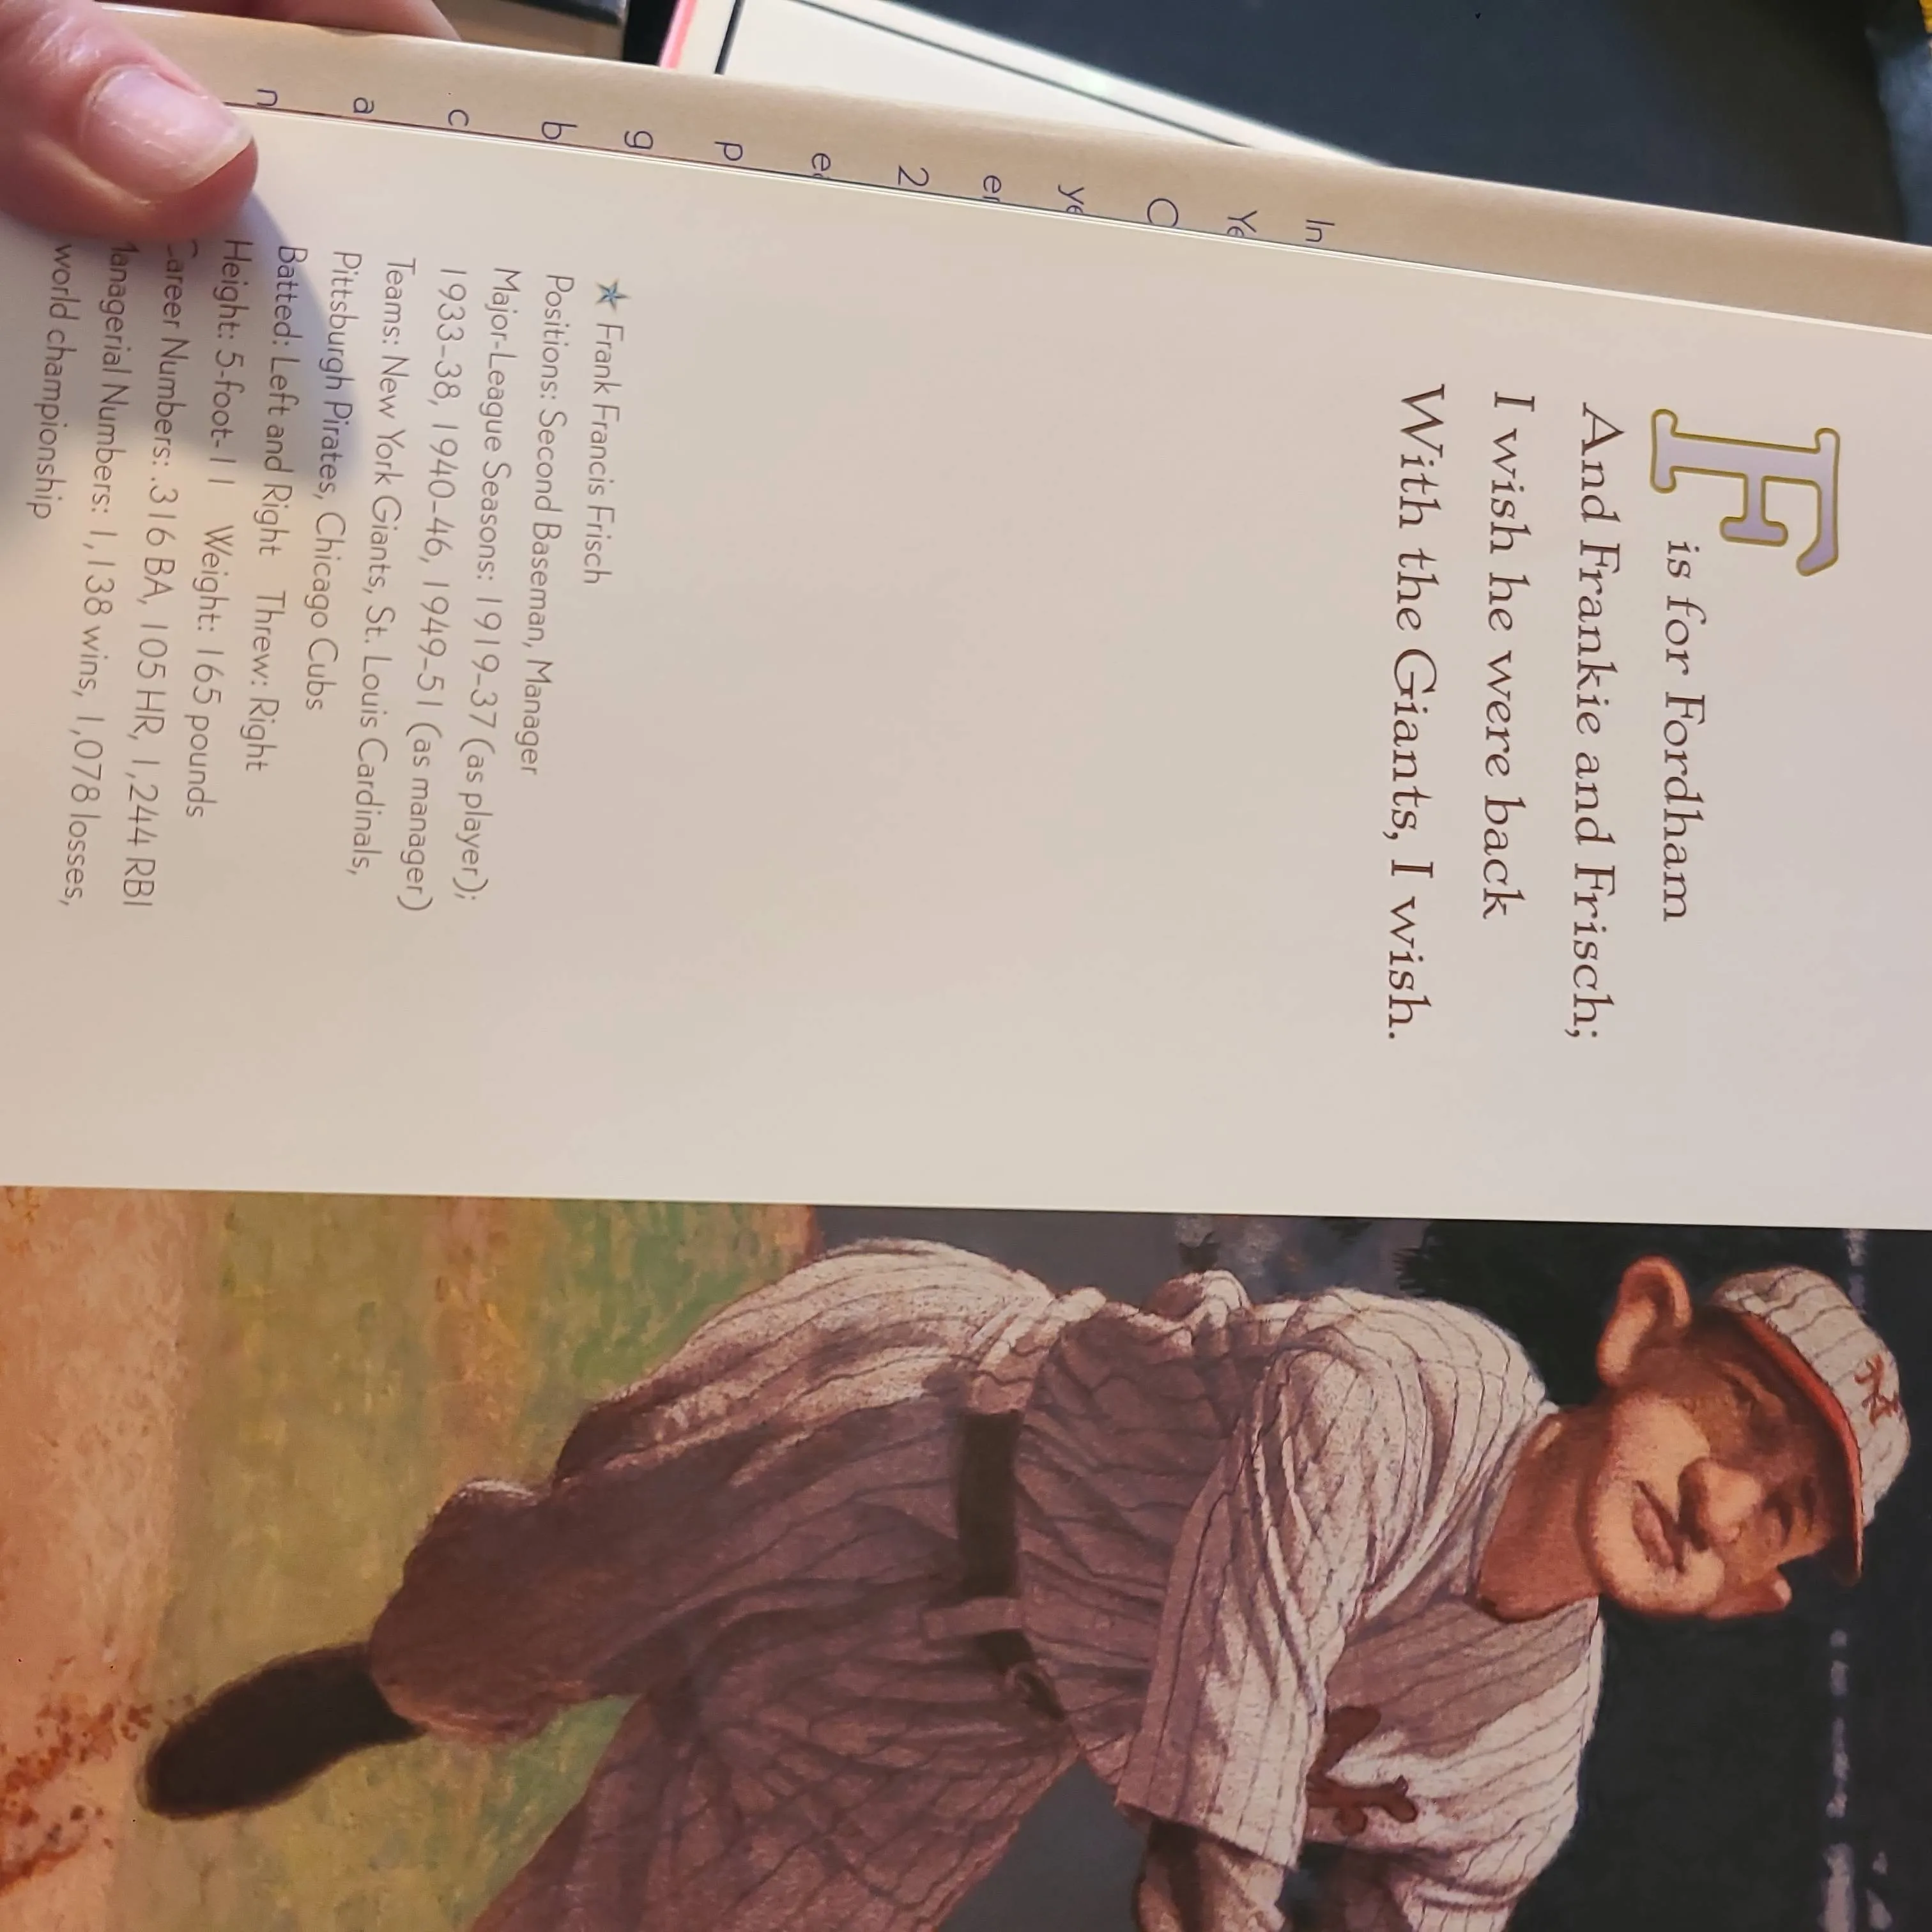 F is for Fordham
And Frankie and Frisch;
I wish he were back
With the Giants, I wish.
Frank Francis Frisch
Positions: Second Baseman, Manager
Major-League Seasons: 1919–37 (as player);
1933–38, 1940–46, 1949–51 (as manager)
Teams: New York Giants, St. Louis Cardinals,
Pittsburgh Pirates, Chicago Cubs
Batted: Left and Right Threw: Right
Height: 5-foot-11 Weight: 165 pounds
Career Numbers: .316 BA, 105 HR, 1,244 RBI
Managerial Numbers: 1,138 wins, 1,078 losses,
world championship
NY